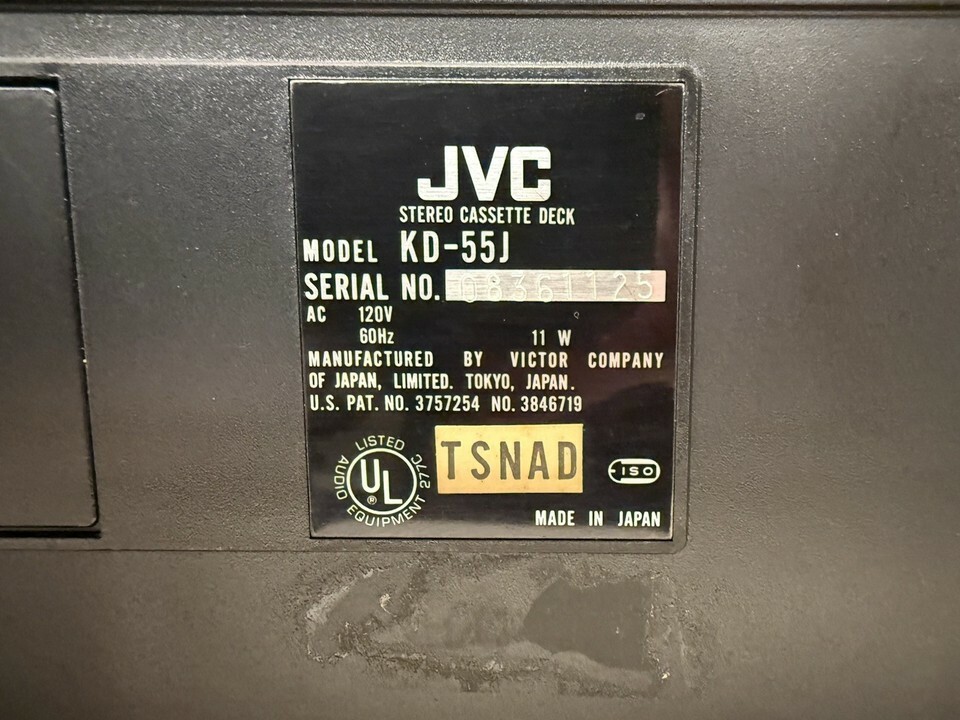 JVC
STEREO CASSETTE DECK
MODEL KD-55J
SERIAL NO. 08361125
AC 120V
60Hz 11 W
MANUFACTURED BY VICTOR COMPANY
OF JAPAN, LIMITED. TOKYO, JAPAN.
U.S. PAT. NO. 3757254 NO. 3846719
LISTED
UL ®
AUDIO EQUIPMENT 277C
TSNAD
ISO
MADE IN JAPAN